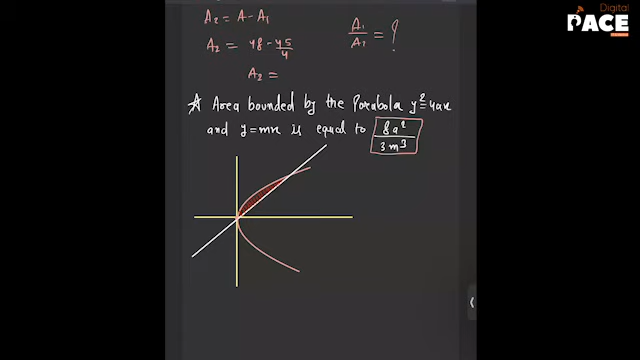 A₂ = A - A₁
A₂ = 48 - 45/4
A₁/A₂ = ?
A₂ =
Area bounded by the Parabola y² = 4ax
and y = mx is equal to 8a²/3m³
Digital
PACE